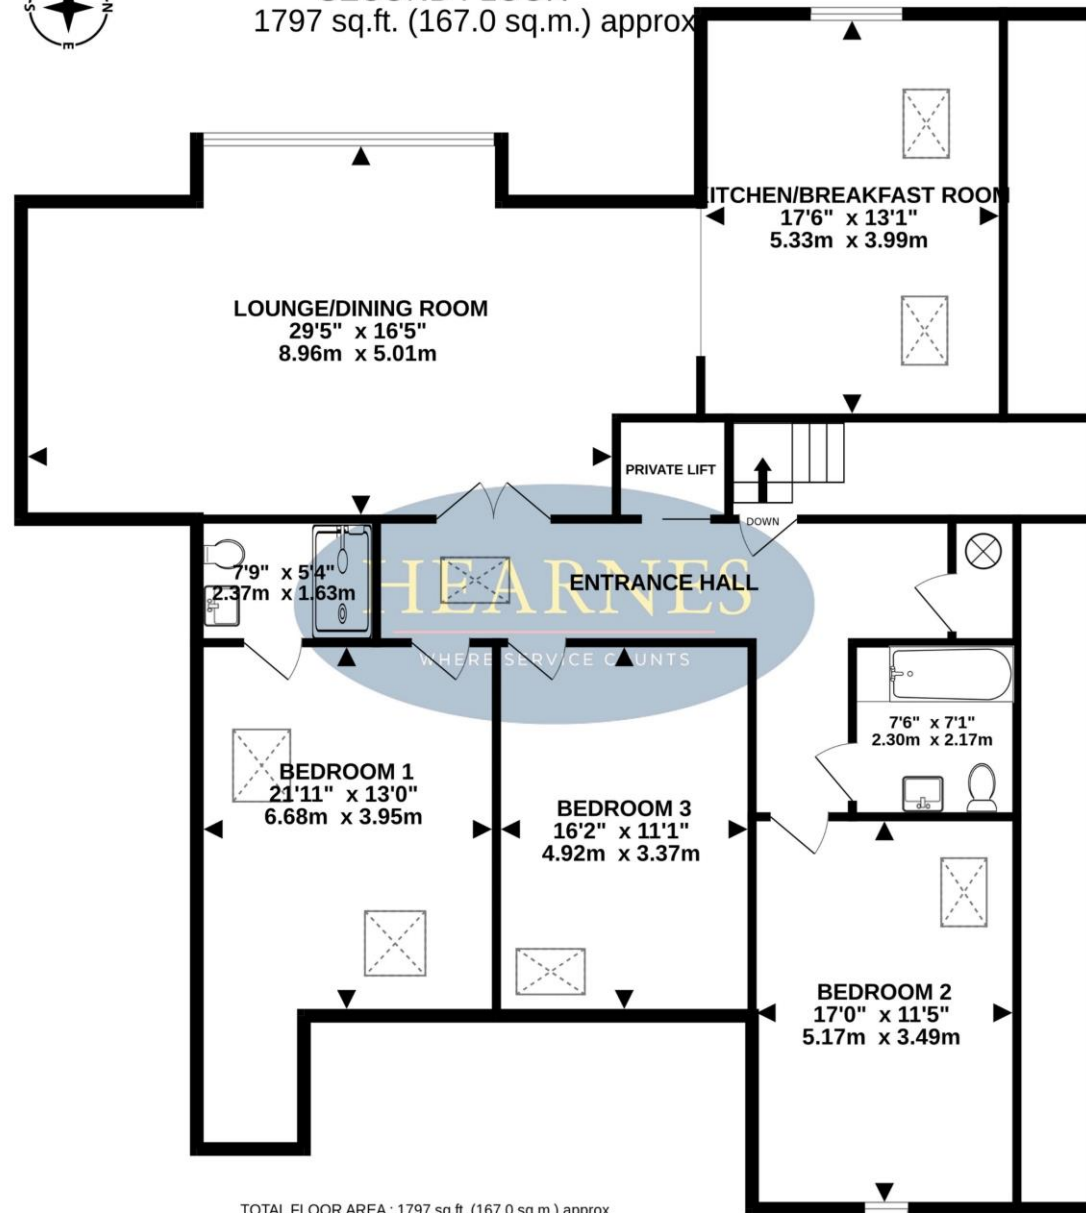 S
N
E
1797 sq.ft. (167.0 sq.m.) approx
KITCHEN/BREAKFAST ROOM
17'6" x 13'1"
5.33m x 3.99m
LOUNGE/DINING ROOM
29'5" x 16'5"
8.96m x 5.01m
PRIVATE LIFT
DOWN
7'9" x 5'4"
2.37m x 1.63m
HEARNES
WHERE SERVICE COUNTS
ENTRANCE HALL
7'6" x 7'1"
2.30m x 2.17m
BEDROOM 1
21'11" x 13'0"
6.68m x 3.95m
BEDROOM 3
16'2" x 11'1"
4.92m x 3.37m
BEDROOM 2
17'0" x 11'5"
5.17m x 3.49m
TOTAL FLOOR AREA : 1797 sq.ft. (167.0 sq.m.) approx.